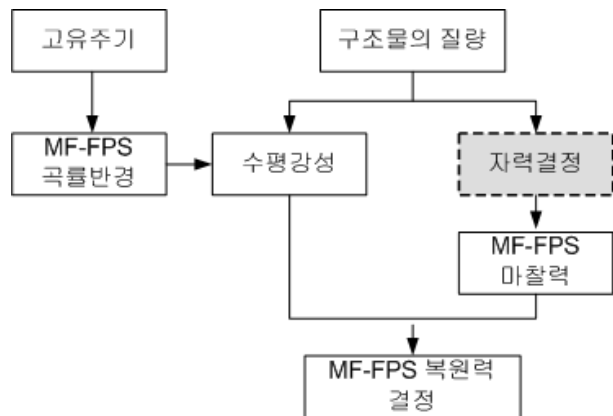 고유주기
구조물의 질량
MF-FPS
곡률반경
수평강성
자력결정
MF-FPS
마찰력
MF-FPS 복원력
결정